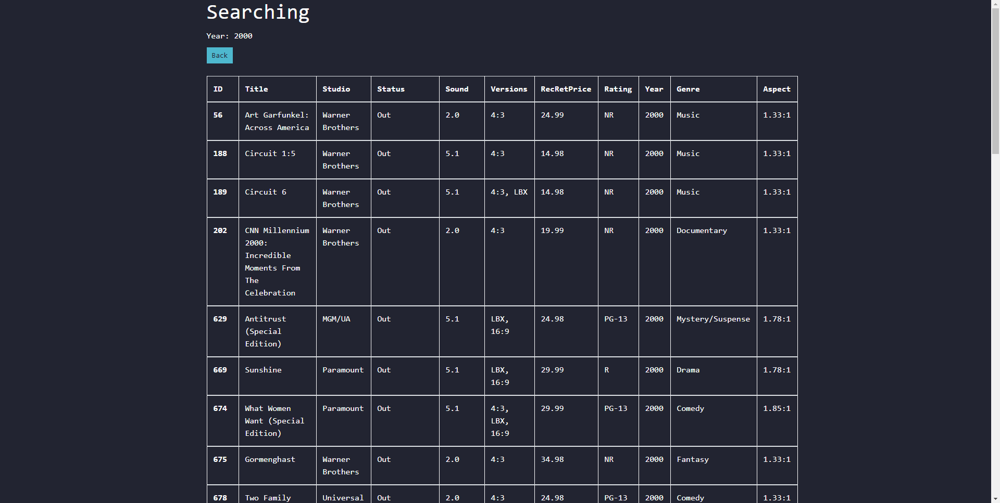 Searching
Year: 2000
Back
ID Title Studio Status Sound Versions RecRetPrice Rating Year Genre Aspect
56 Art Garfunkel: Warner Out 2.0 4:3 24.99 NR 2000 Music 1.33:1
Across America Brothers
188 Circuit 1:5 Warner Out 5.1 4:3 14.98 NR 2000 Music 1.33:1
Brothers
189 Circuit 6 Warner Out 5.1 4:3, LBX 14.98 NR 2000 Music 1.33:1
Brothers
202 CNN Millennium Warner Out 2.0 4:3 19.99 NR 2000 Documentary 1.33:1
2000: Brothers
Incredible
Moments From
The
Celebration
629 Antitrust MGM/UA Out 5.1 LBX, 24.98 PG-13 2000 Mystery/Suspense 1.78:1
(Special 16:9
Edition)
669 Sunshine Paramount Out 5.1 LBX, 29.99 R 2000 Drama 1.78:1
16:9
674 What Women Paramount Out 5.1 4:3, 29.99 PG-13 2000 Comedy 1.85:1
Want (Special LBX,
Edition) 16:9
675 Gormenghast Warner Out 2.0 4:3 34.98 NR 2000 Fantasy 1.33:1
Brothers
678 Two Family Universal Out 2.0 4:3 24.98 PG-13 2000 Comedy 1.33:1